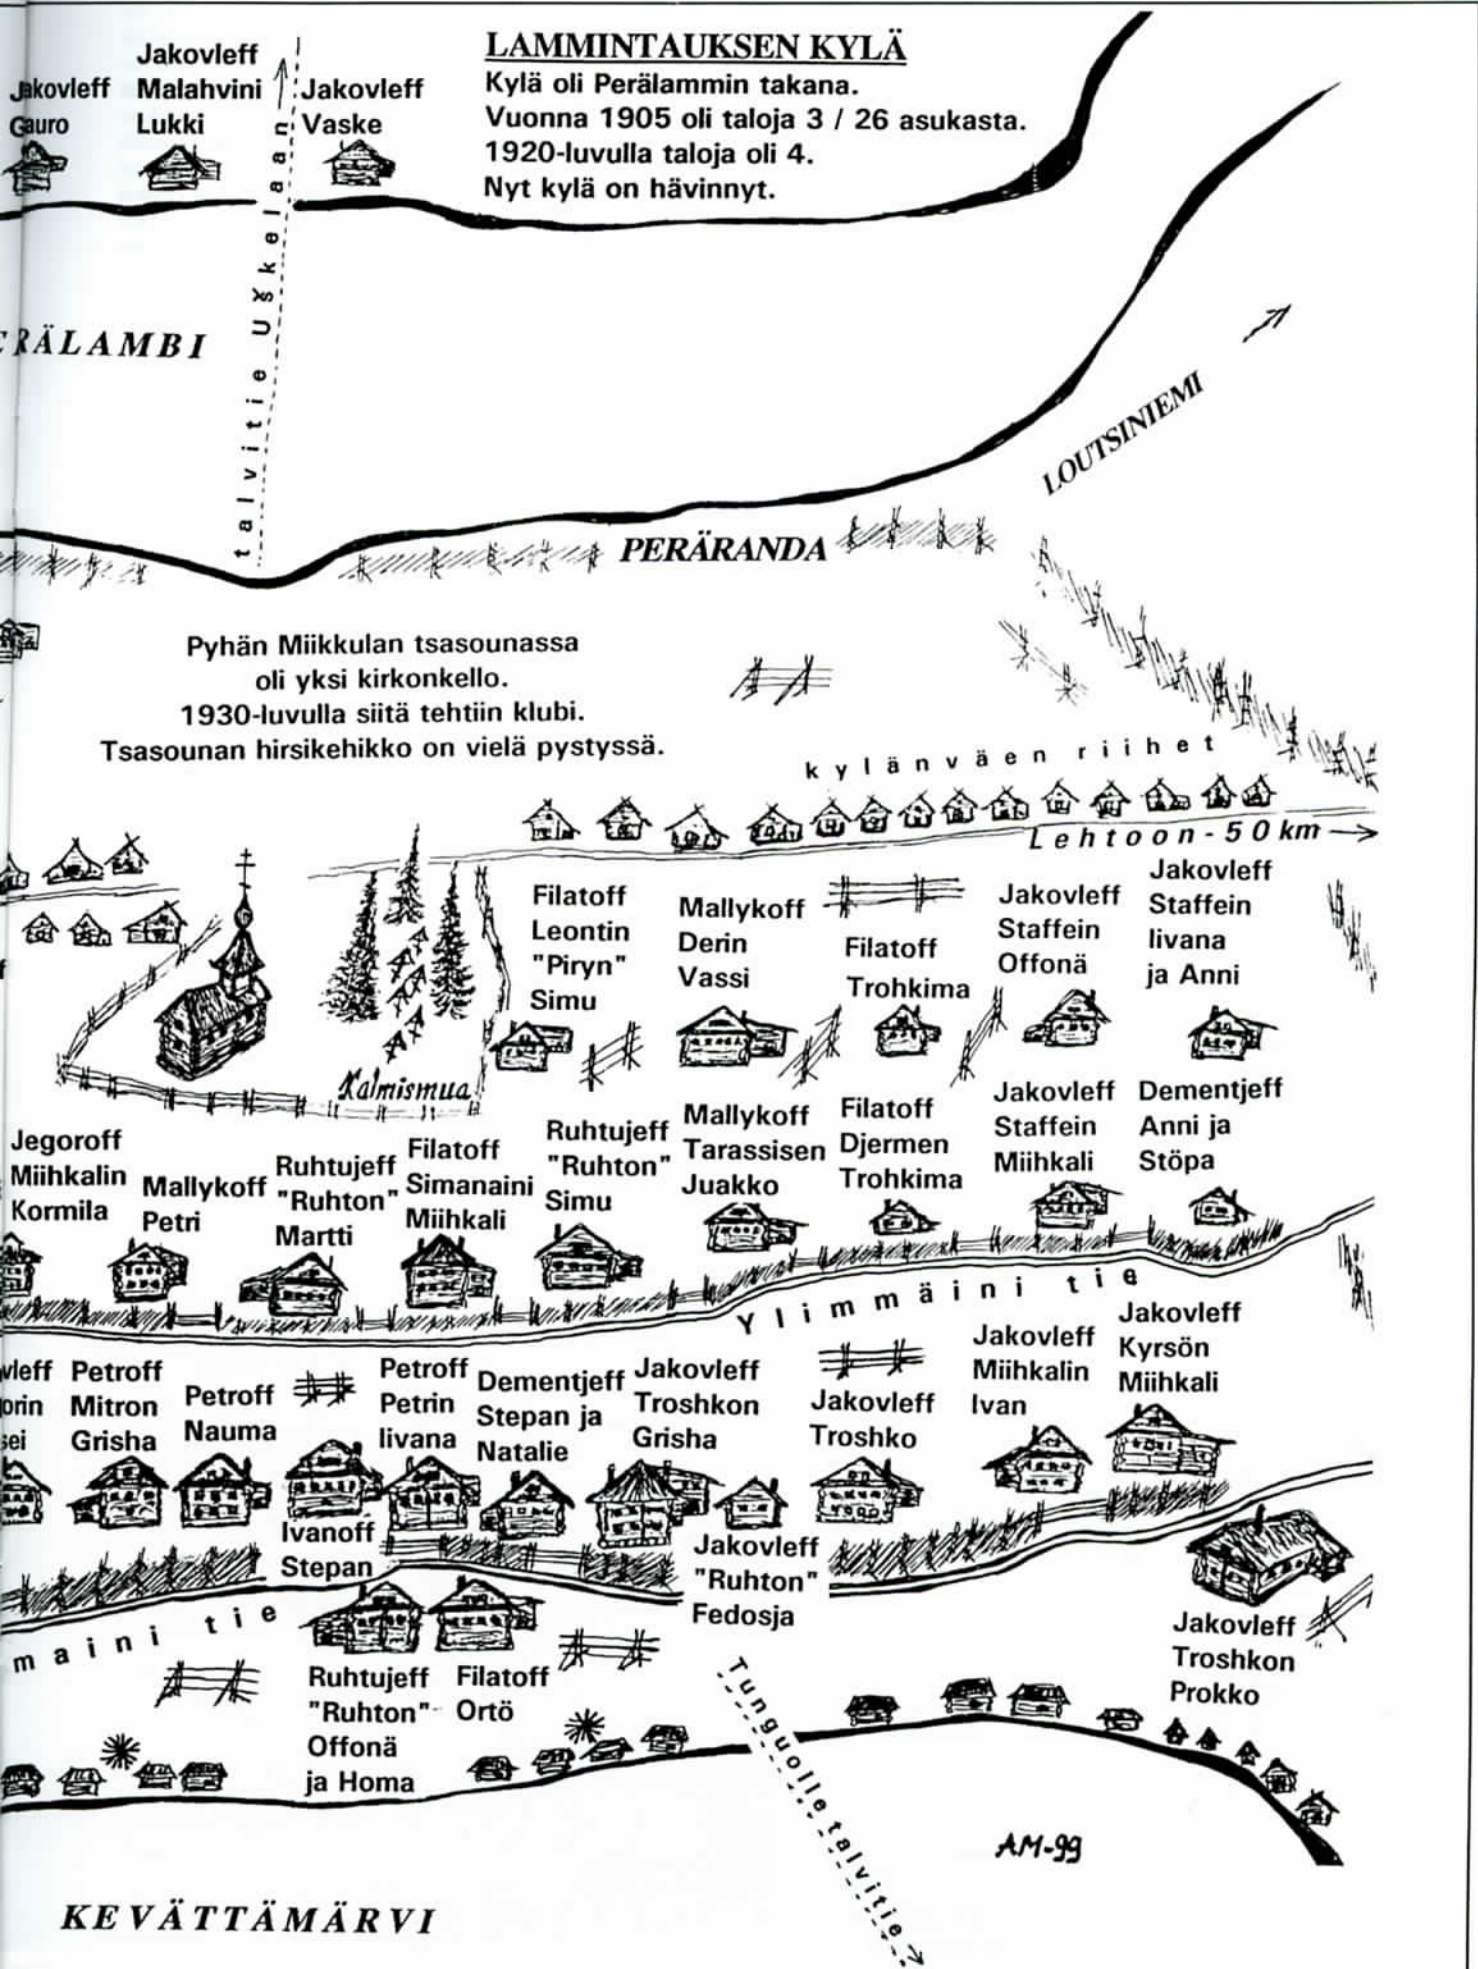 Jakovleff
Gauro
Jakovleff
Malahvini
Lukki
Jakovleff
Vaske
LAMMINTAUKSEN KYLÄ
Kylä oli Perälammin takana.
Vuonna 1905 oli taloja 3 / 26 asukasta.
1920-luvulla taloja oli 4.
Nyt kylä on hävinnyt.
talvitie Uškelaan
ERÄLAMBI
LOUTSINIEMI
PERÄRANDA
Pyhän Miikkulan tsasounassa
oli yksi kirkonkello.
1930-luvulla siitä tehtiin klubi.
Tsasounan hirsikehikko on vielä pystyssä.
kylänväen riihet
Lehtoon - 50 km
Filatoff
Leontin
"Piryn"
Simu
Mallykoff
Derin
Vassi
Filatoff
Trohkima
Jakovleff
Staffein
Offonä
Jakovleff
Staffein
Iivana
ja Anni
Kalmismua
Jegoroff
Miihkalin
Kormila
Mallykoff
Petri
Ruhtujeff
"Ruhton"
Martti
Filatoff
Simanaini
Miihkali
Ruhtujeff
"Ruhton"
Simu
Mallykoff
Tarassisen
Juakko
Filatoff
Djermen
Trohkima
Jakovleff
Staffein
Miihkali
Dementjeff
Anni ja
Stöpa
Ylimmäini tie
vleff
orin
sei
Petroff
Mitron
Grisha
Petroff
Nauma
Petroff
Petrin
Iivana
Dementjeff
Stepan ja
Natalie
Jakovleff
Troshkon
Grisha
Jakovleff
Troshko
Jakovleff
Miihkalin
Ivan
Jakovleff
Kyrsön
Miihkali
Ivanoff
Stepan
Jakovleff
"Ruhton"
Fedosja
maini tie
Ruhtujeff
"Ruhton"
Offonä
ja Homa
Filatoff
Ortö
Jakovleff
Troshkon
Prokko
Tunguolle talvitie
AM-99
KEVÄTTÄMÄRVI